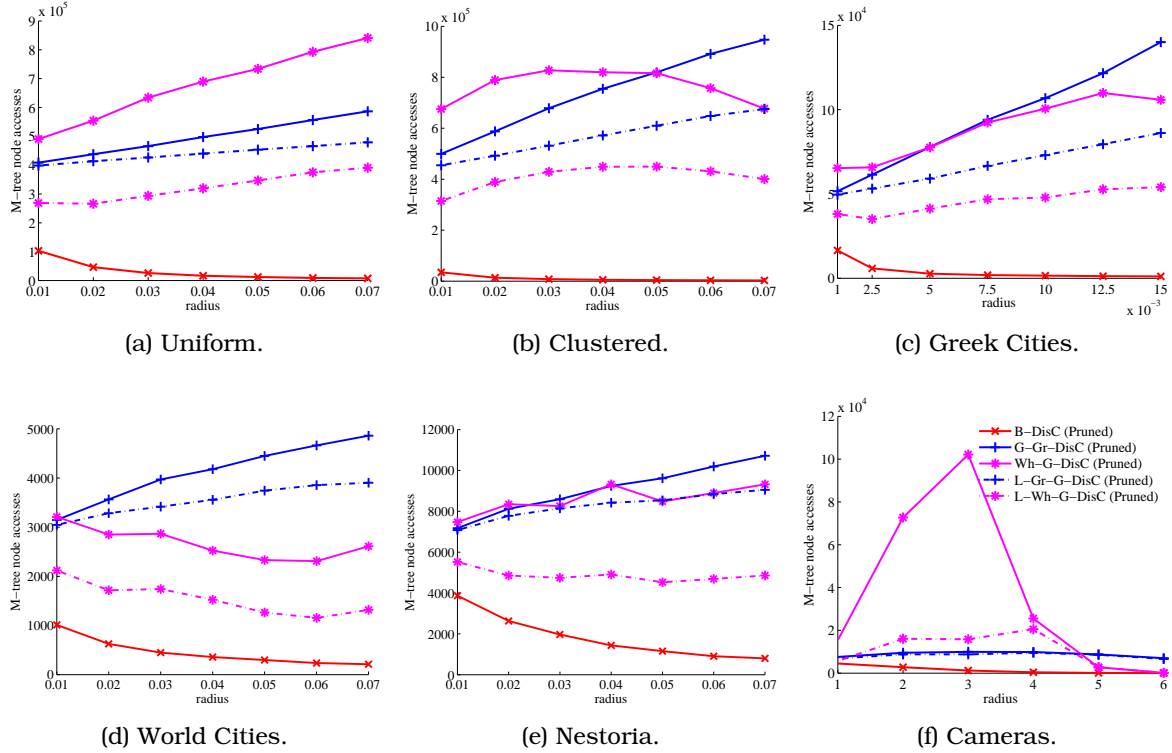 x 10^5
9
8
7
6
5
4
3
2
1
0
M−tree node accesses
0.01 0.02 0.03 0.04 0.05 0.06 0.07
radius
(a) Uniform.
x 10^5
10
8
6
4
2
0
M−tree node accesses
0.01 0.02 0.03 0.04 0.05 0.06 0.07
radius
(b) Clustered.
x 10^4
15
10
5
0
M−tree node accesses
1 2.5 5 7.5 10 12.5 15
radius
x 10^-3
(c) Greek Cities.
5000
4000
3000
2000
1000
0
M−tree node accesses
0.01 0.02 0.03 0.04 0.05 0.06 0.07
radius
(d) World Cities.
12000
10000
8000
6000
4000
2000
0
M−tree node accesses
0.01 0.02 0.03 0.04 0.05 0.06 0.07
radius
(e) Nestoria.
x 10^4
12
10
8
6
4
2
0
M−tree node accesses
B−DisC (Pruned)
G−Gr−DisC (Pruned)
Wh−G−DisC (Pruned)
L−Gr−G−DisC (Pruned)
L−Wh−G−DisC (Pruned)
1 2 3 4 5 6
radius
(f) Cameras.